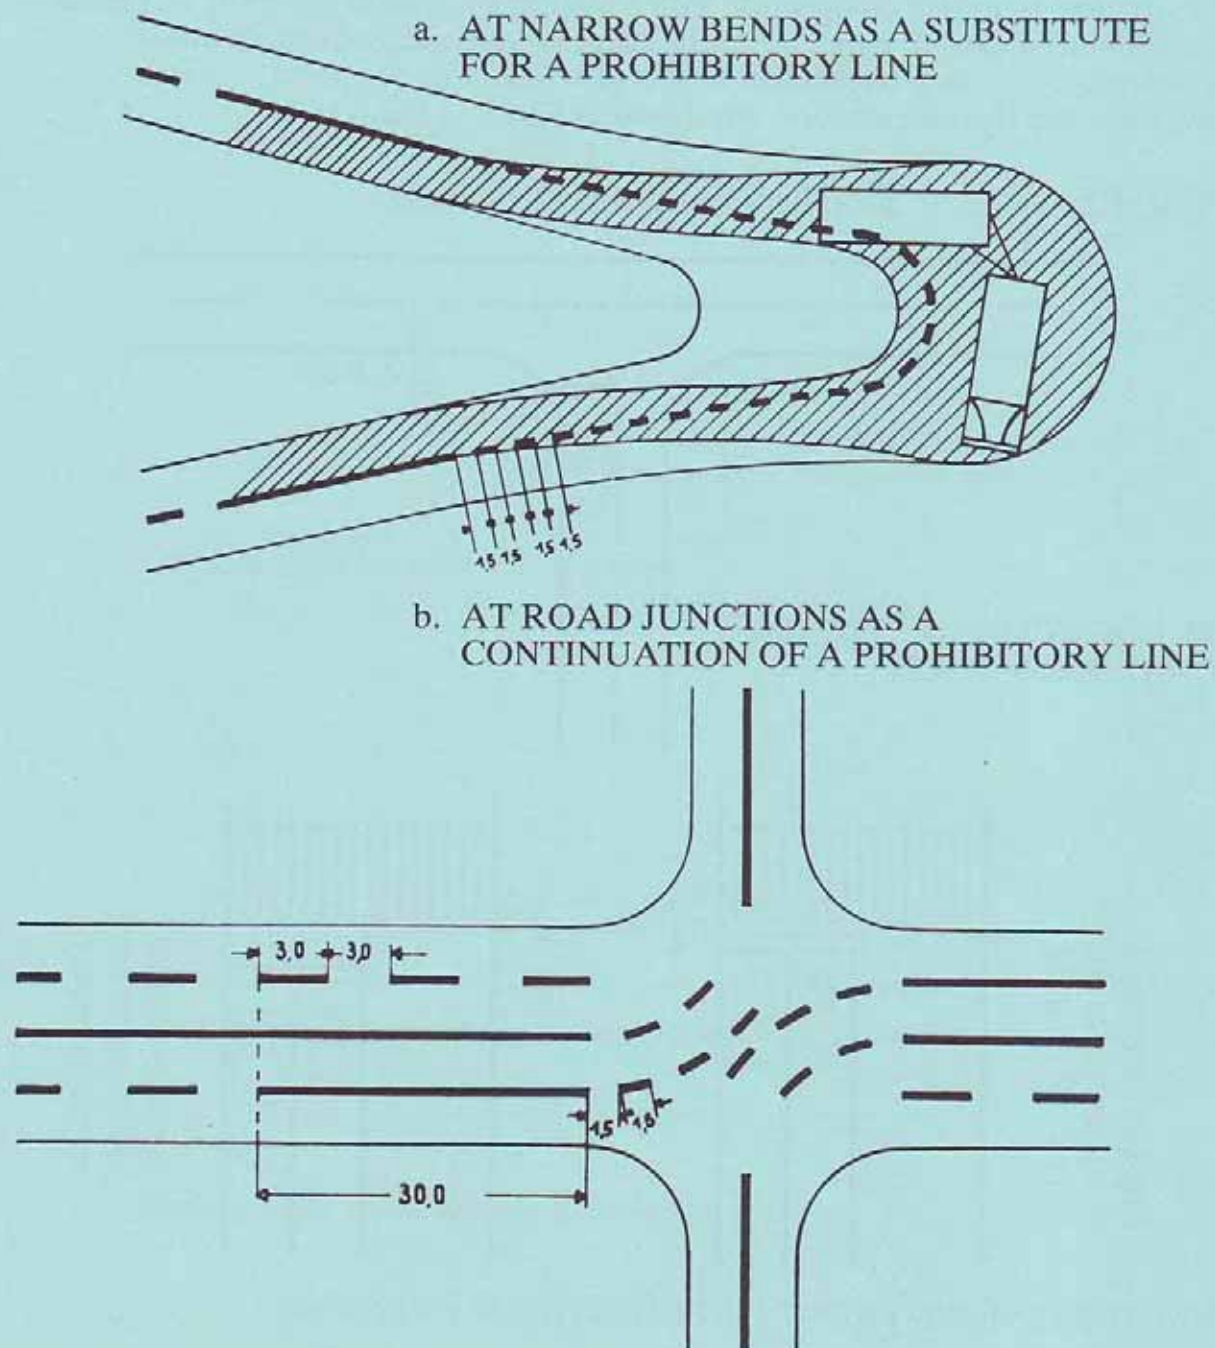 a. AT NARROW BENDS AS A SUBSTITUTE
FOR A PROHIBITORY LINE
1,5 1,5 1,5 1,5
b. AT ROAD JUNCTIONS AS A
CONTINUATION OF A PROHIBITORY LINE
3,0 3,0
1,5 1,5
30,0